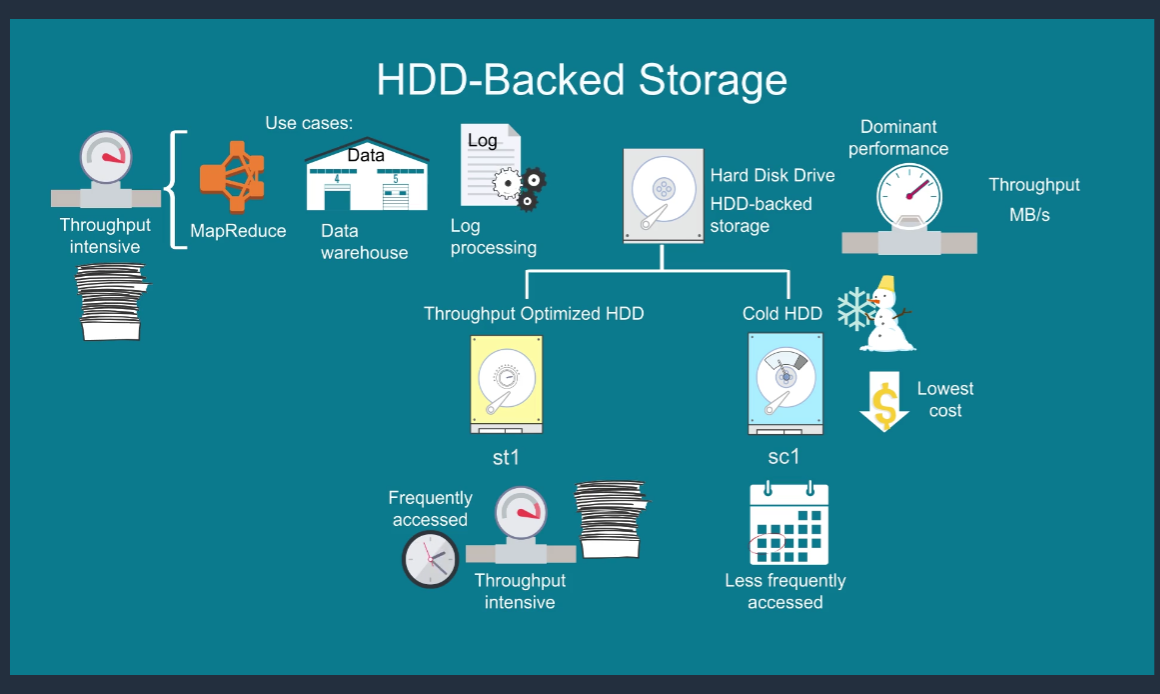 HDD-Backed Storage
Use cases:
Throughput
intensive
MapReduce
Data
4
5
Data
warehouse
Log
Log
processing
Hard Disk Drive
HDD-backed
storage
Dominant
performance
Throughput
MB/s
Throughput Optimized HDD
st1
Frequently
accessed
Throughput
intensive
Cold HDD
$
Lowest
cost
sc1
Less frequently
accessed